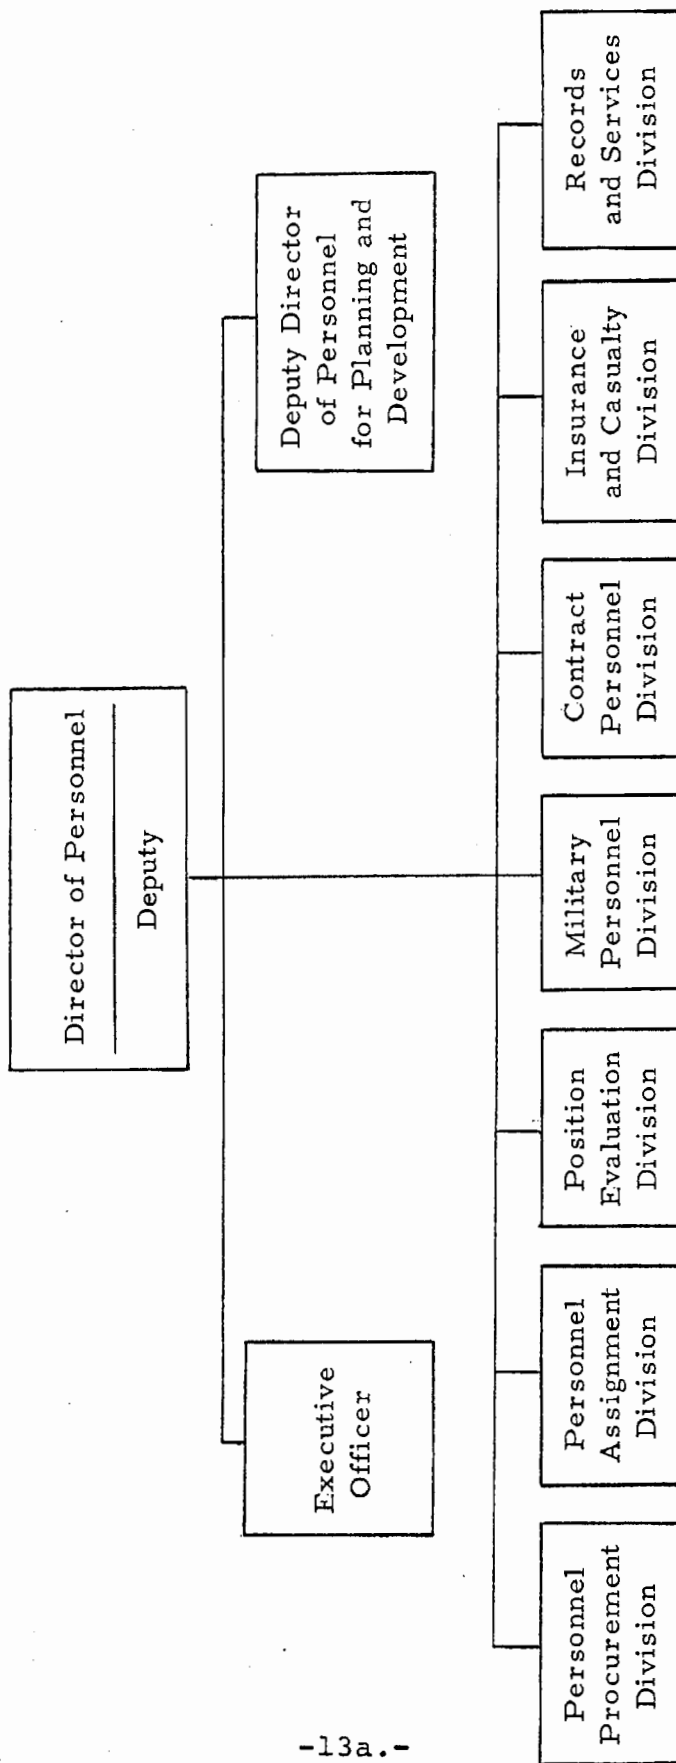 Director of Personnel
Deputy
Executive
Officer
Deputy Director
of Personnel
for Planning and
Development
Personnel
Procurement
Division
Personnel
Assignment
Division
Position
Evaluation
Division
Military
Personnel
Division
Contract
Personnel
Division
Insurance
and Casualty
Division
Records
and Services
Division
-13a.-